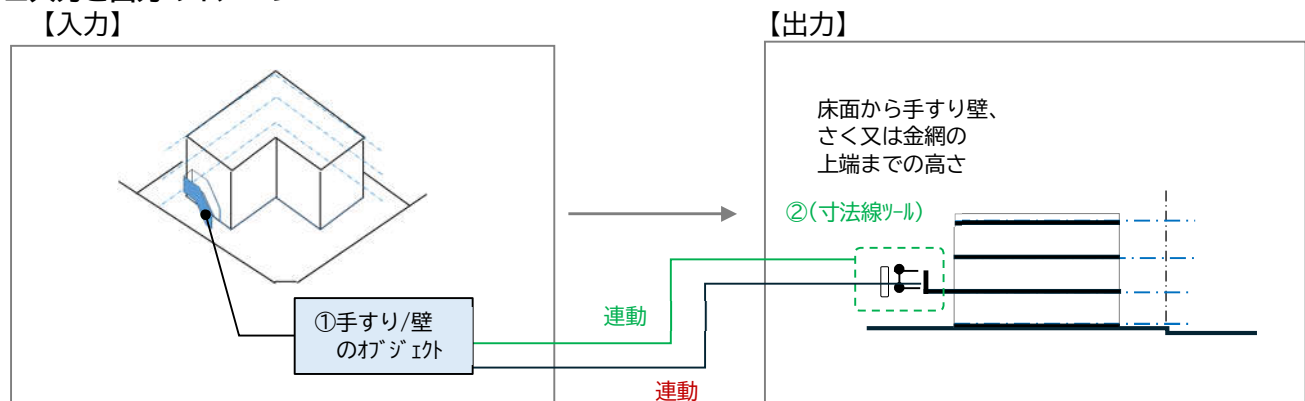 【入力】
【出力】
床面から手すり壁、
さく又は金網の
上端までの高さ
②(寸法線ﾂｰﾙ)
①手すり/壁
のｵﾌﾞｼﾞｪｸﾄ
連動
連動